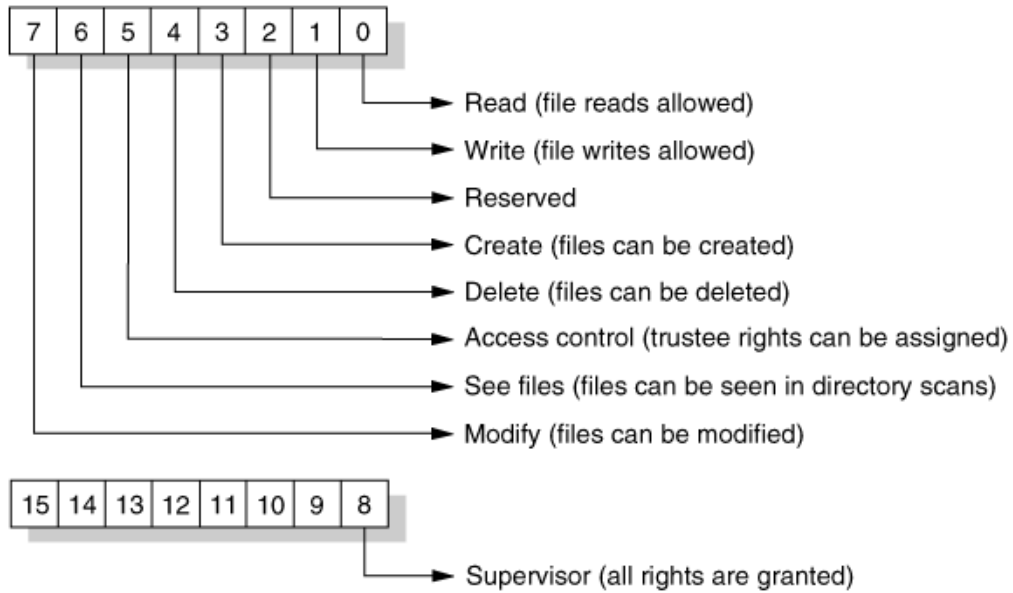 7 6 5 4 3 2 1 0
Read (file reads allowed)
Write (file writes allowed)
Reserved
Create (files can be created)
Delete (files can be deleted)
Access control (trustee rights can be assigned)
See files (files can be seen in directory scans)
Modify (files can be modified)
15 14 13 12 11 10 9 8
Supervisor (all rights are granted)